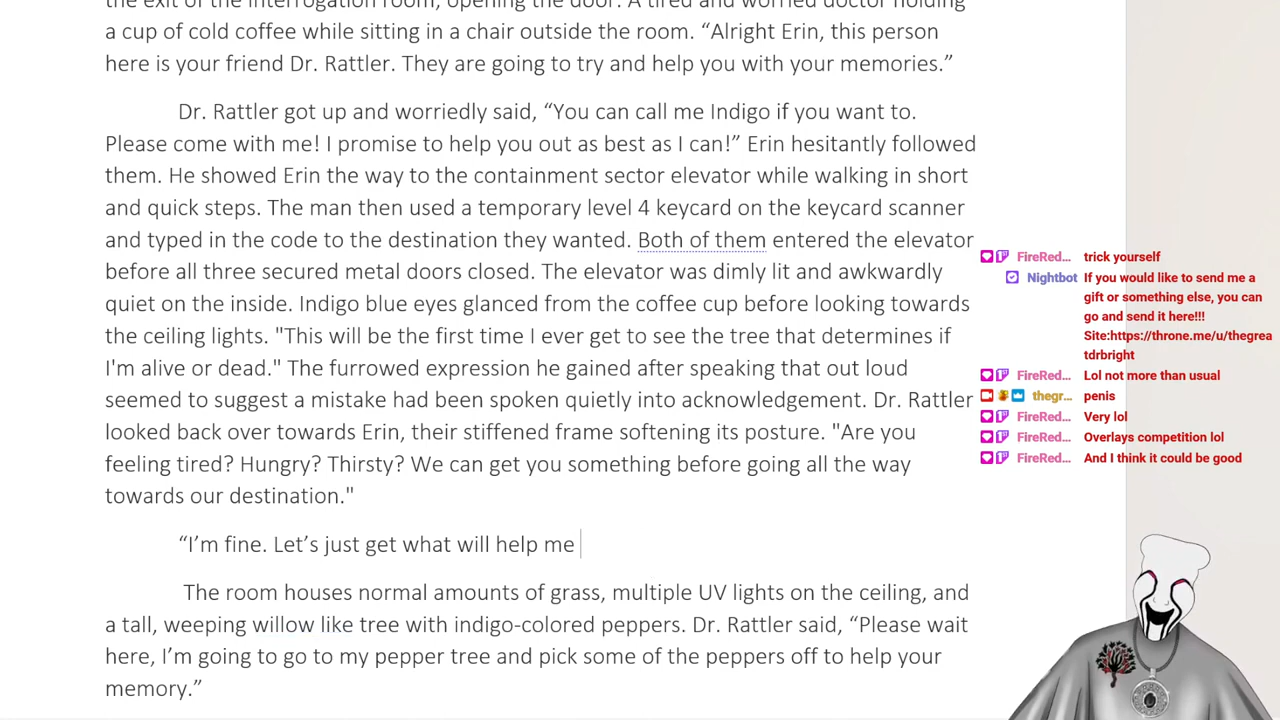 the exit of the interrogation room, opening the door. A tired and worried doctor holding
a cup of cold coffee while sitting in a chair outside the room. “Alright Erin, this person
here is your friend Dr. Rattler. They are going to try and help you with your memories.”
Dr. Rattler got up and worriedly said, “You can call me Indigo if you want to.
Please come with me! I promise to help you out as best as I can!” Erin hesitantly followed
them. He showed Erin the way to the containment sector elevator while walking in short
and quick steps. The man then used a temporary level 4 keycard on the keycard scanner
and typed in the code to the destination they wanted. Both of them entered the elevator
before all three secured metal doors closed. The elevator was dimly lit and awkwardly
quiet on the inside. Indigo blue eyes glanced from the coffee cup before looking towards
the ceiling lights. "This will be the first time I ever get to see the tree that determines if
I'm alive or dead." The furrowed expression he gained after speaking that out loud
seemed to suggest a mistake had been spoken quietly into acknowledgement. Dr. Rattler
looked back over towards Erin, their stiffened frame softening its posture. "Are you
feeling tired? Hungry? Thirsty? We can get you something before going all the way
towards our destination."
“I’m fine. Let’s just get what will help me
The room houses normal amounts of grass, multiple UV lights on the ceiling, and
a tall, weeping willow like tree with indigo-colored peppers. Dr. Rattler said, “Please wait
here, I’m going to go to my pepper tree and pick some of the peppers off to help your
memory.”
FireRed... trick yourself
Nightbot If you would like to send me a
gift or something else, you can
go and send it here!!!
Site:https://throne.me/u/thegrea
tdrbright
FireRed... Lol not more than usual
thegr... penis
FireRed... Very lol
FireRed... Overlays competition lol
FireRed... And I think it could be good